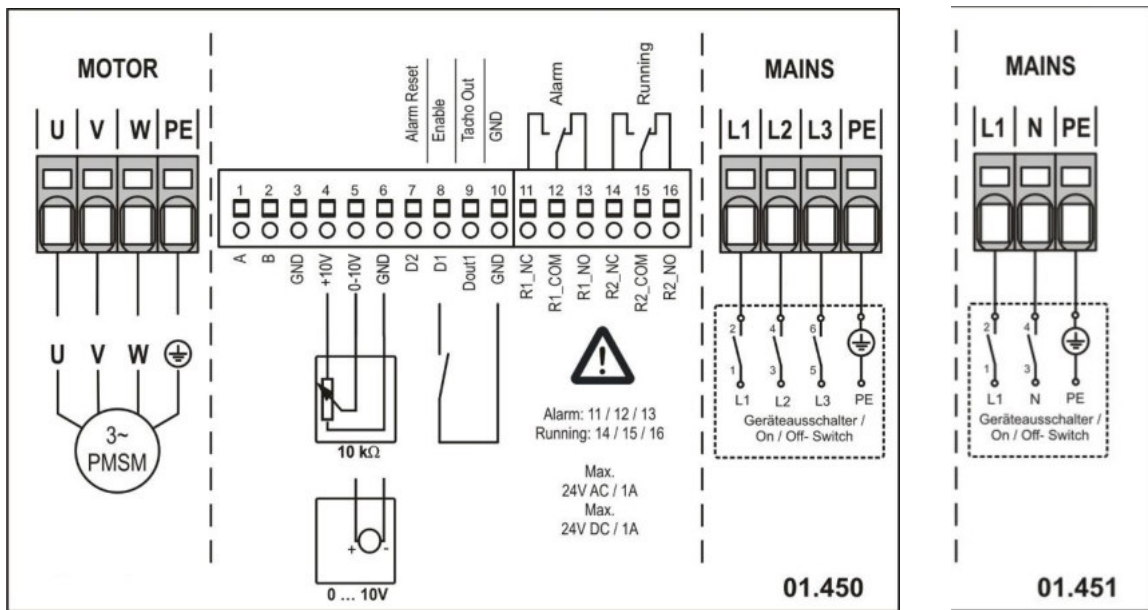 MOTOR
U V W PE
U V W
3~
PMSM
Alarm Reset
Enable
Tacho Out
GND
Alarm
Running
1 2 3 4 5 6 7 8 9 10 11 12 13 14 15 16
A
B
GND
+10V
0-10V
GND
D2
D1
Dout1
GND
R1_NC
R1_COM
R1_NO
R2_NC
R2_COM
R2_NO
10 kΩ
+ -
0 ... 10V
!
Alarm: 11 / 12 / 13
Running: 14 / 15 / 16
Max.
24V AC / 1A
Max.
24V DC / 1A
MAINS
L1 L2 L3 PE
2 4 6
1 3 5
L1 L2 L3 PE
Geräteausschalter /
On / Off- Switch
01.450
MAINS
L1 N PE
2 4
1 3
L1 N PE
Geräteausschalter /
On / Off- Switch
01.451